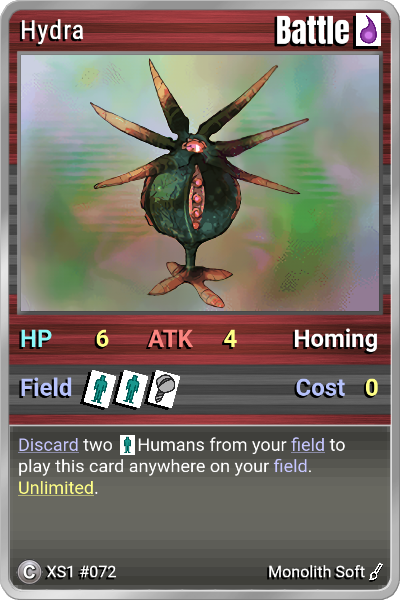 Hydra Battle
HP 6 ATK 4 Homing
Field Cost 0
Discard two Humans from your field to
play this card anywhere on your field.
Unlimited.
C XS1 #072 Monolith Soft